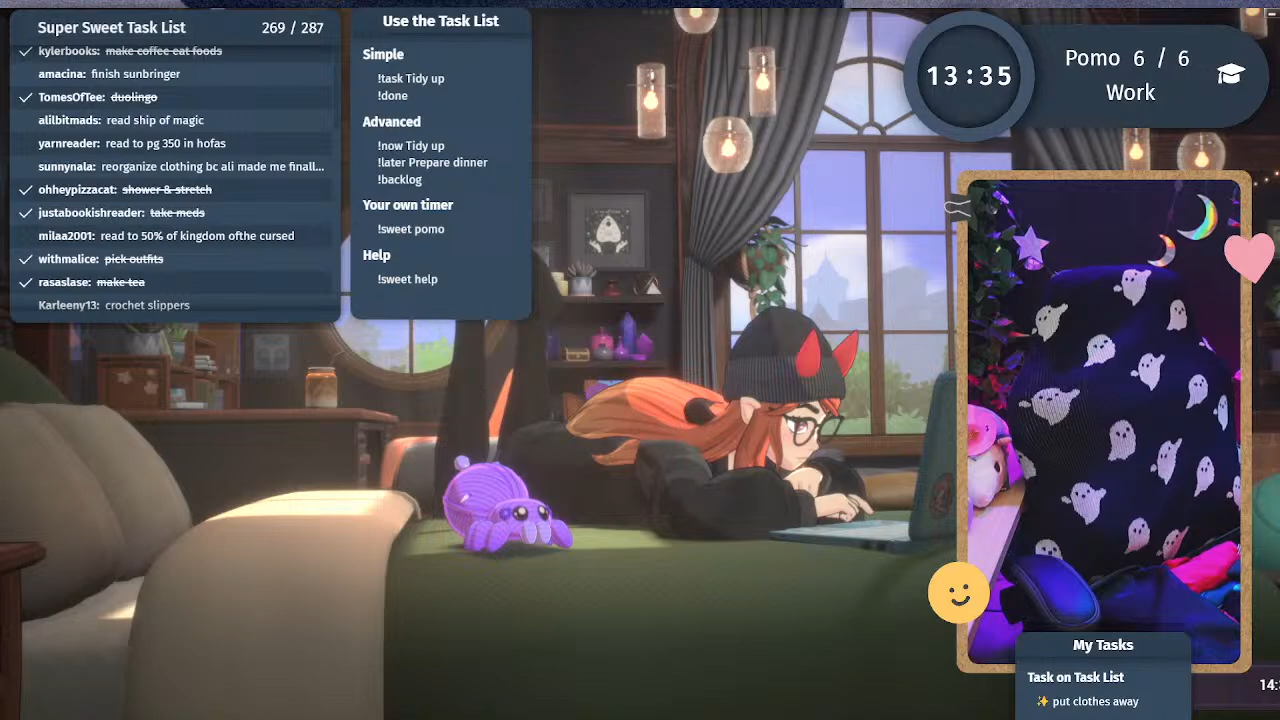 Super Sweet Task List 269 / 287
kylerbooks: make coffee eat foods
amacina: finish sunbringer
TomesOfTee: duolingo
alilbitmads: read ship of magic
yarnreader: read to pg 350 in hofas
sunnynala: reorganize clothing bc ali made me finall...
ohheypizzacat: shower & stretch
justabookishreader: take meds
milaa2001: read to 50% of kingdom ofthe cursed
withmalice: pick outfits
rasaslase: make tea
Karleeny13: crochet slippers
Use the Task List
Simple
!task Tidy up
!done
Advanced
!now Tidy up
!later Prepare dinner
!backlog
Your own timer
!sweet pomo
Help
!sweet help
13:35
Pomo 6 / 6
Work
My Tasks
Task on Task List
✨ put clothes away